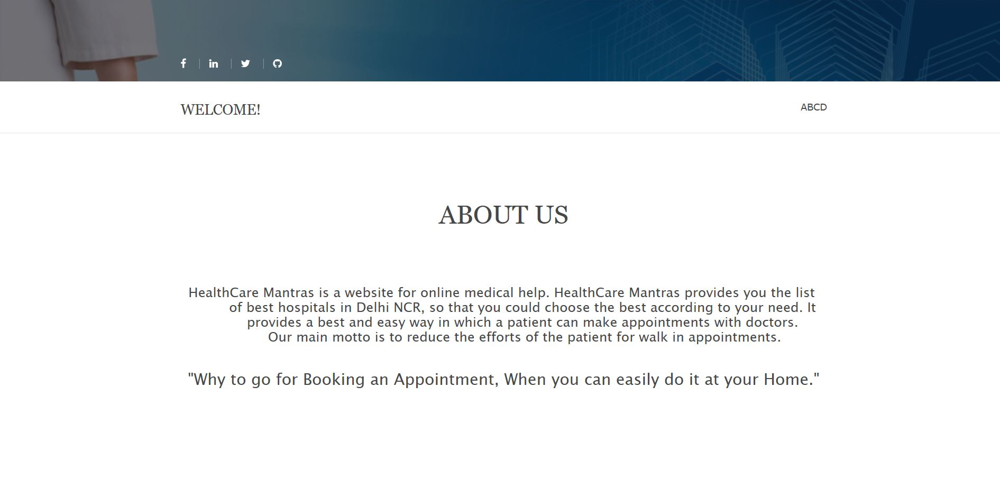 WELCOME!
ABCD
ABOUT US
HealthCare Mantras is a website for online medical help. HealthCare Mantras provides you the list
of best hospitals in Delhi NCR, so that you could choose the best according to your need. It
provides a best and easy way in which a patient can make appointments with doctors.
Our main motto is to reduce the efforts of the patient for walk in appointments.
"Why to go for Booking an Appointment, When you can easily do it at your Home."